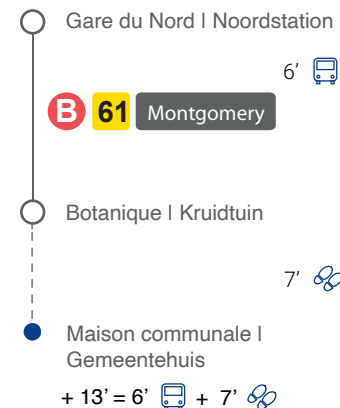 Gare du Nord I Noordstation
6’
B 61 Montgomery
Botanique I Kruidtuin
7’
Maison communale I
Gemeentehuis
+ 13’ = 6’ + 7’